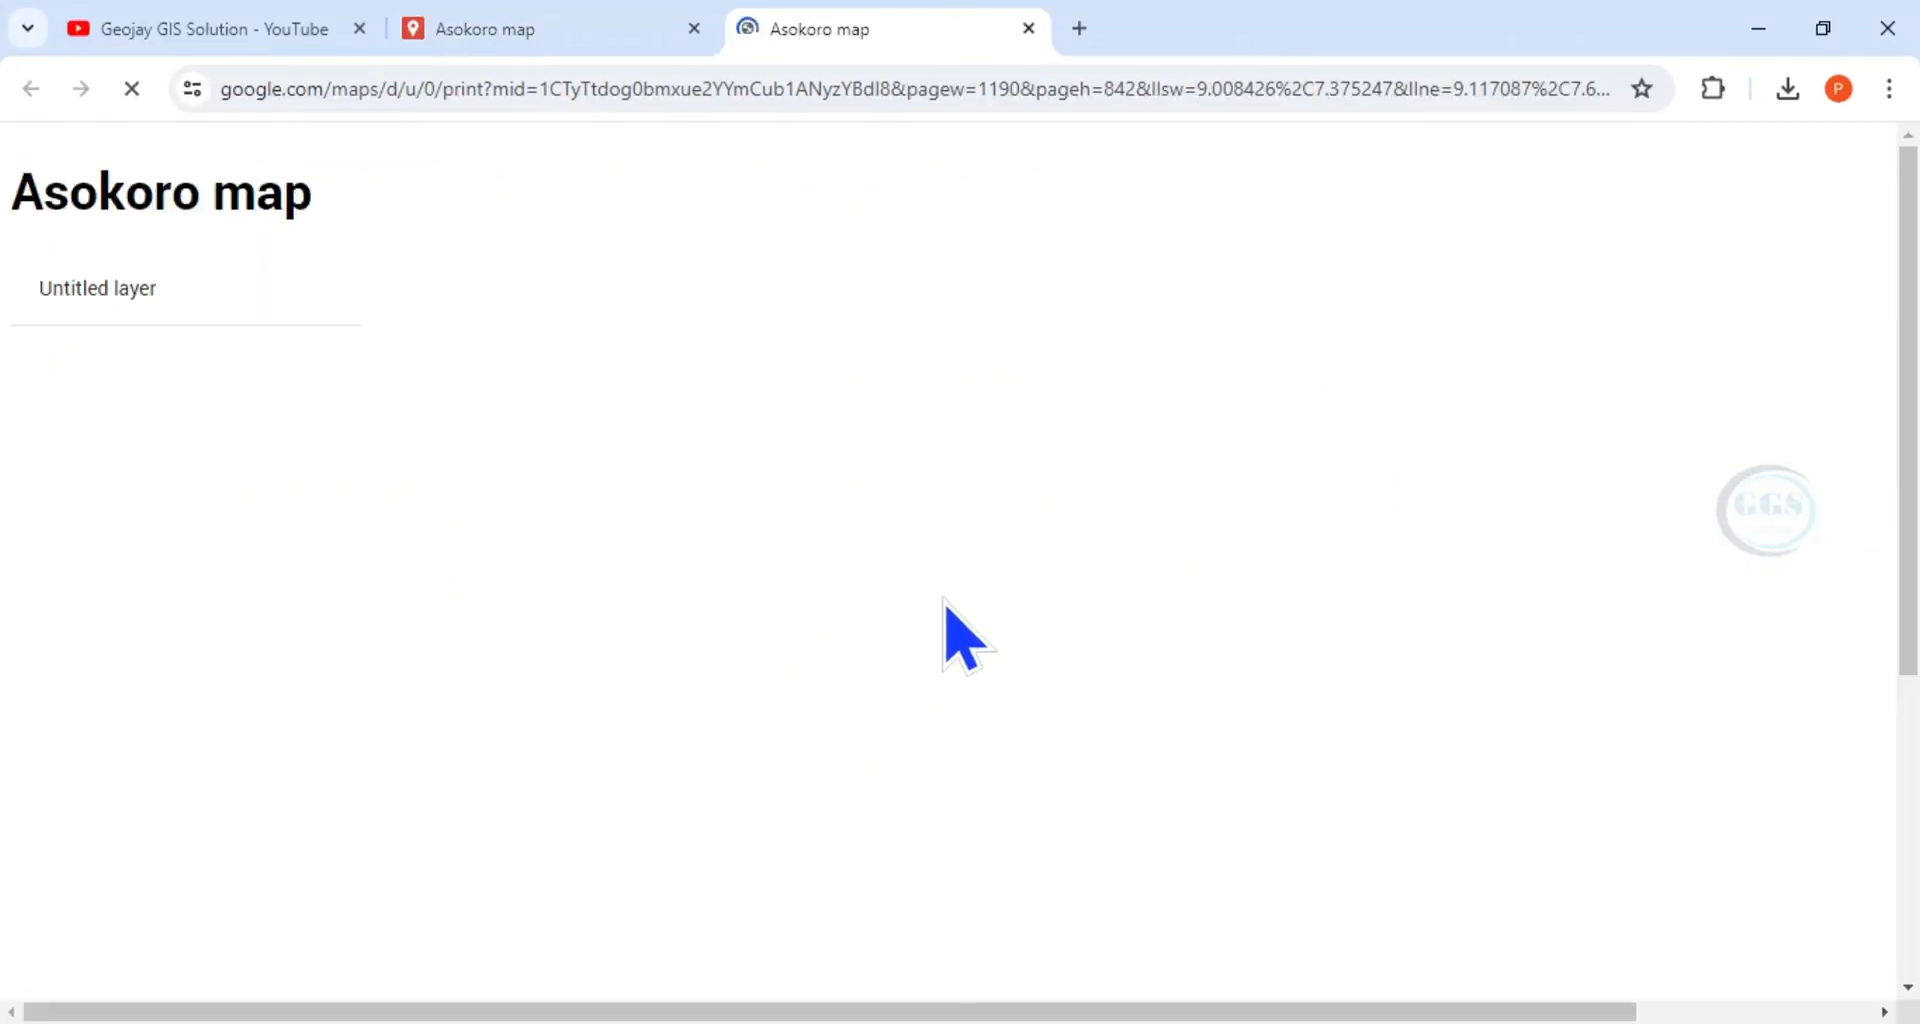 Geojay GIS Solution - YouTube
Asokoro map
Asokoro map
google.com/maps/d/u/0/print?mid=1CTyTtdog0bmxue2YYmCub1ANyzYBdI8&pagew=1190&pageh=842&llsw=9.008426%2C7.375247&llne=9.117087%2C7.6...
P
Asokoro map
Untitled layer
GGS